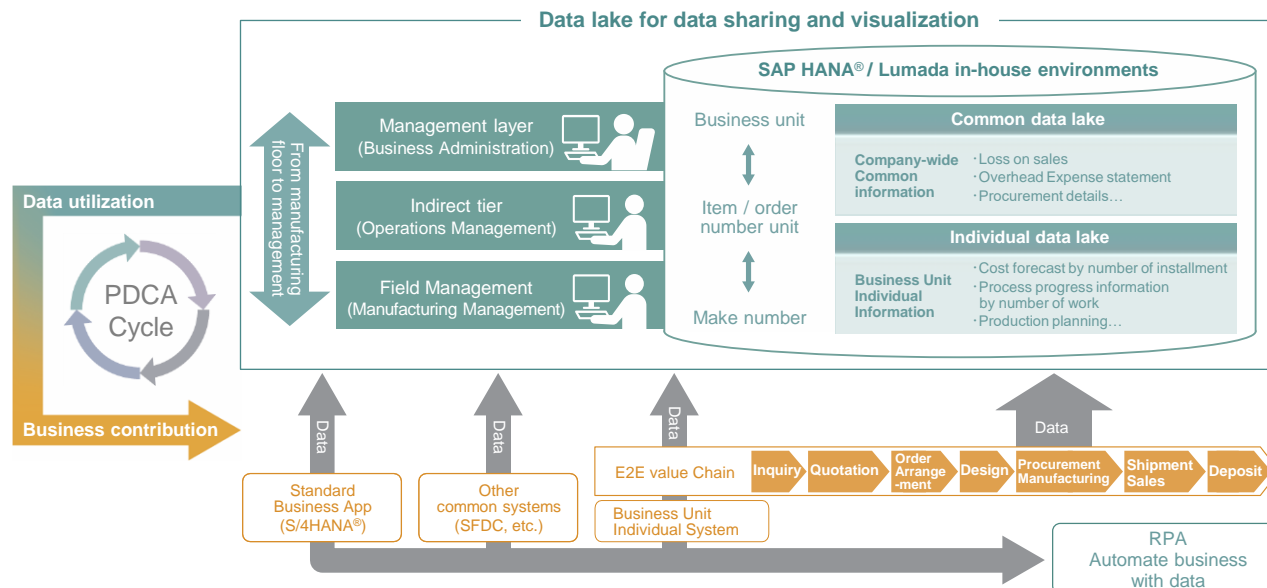 Data lake for data sharing and visualization
SAP HANA® / Lumada in-house environments
From manufacturing
floor to management
Management layer
(Business Administration)
Indirect tier
(Operations Management)
Field Management
(Manufacturing Management)
Business unit
Item / order
number unit
Make number
Common data lake
Company-wide
Common
information
・Loss on sales
・Overhead Expense statement
・Procurement details…
Individual data lake
Business Unit
Individual
Information
・Cost forecast by number of installment
・Process progress information
by number of work
・Production planning…
Data utilization
PDCA
Cycle
Business contribution
Data
Data
Data
Data
E2E value Chain
Inquiry
Quotation
Order
Arrange
-ment
Design
Procurement
Manufacturing
Shipment
Sales
Deposit
Standard
Business App
(S/4HANA®)
Other
common systems
(SFDC, etc.)
Business Unit
Individual System
RPA
Automate business
with data